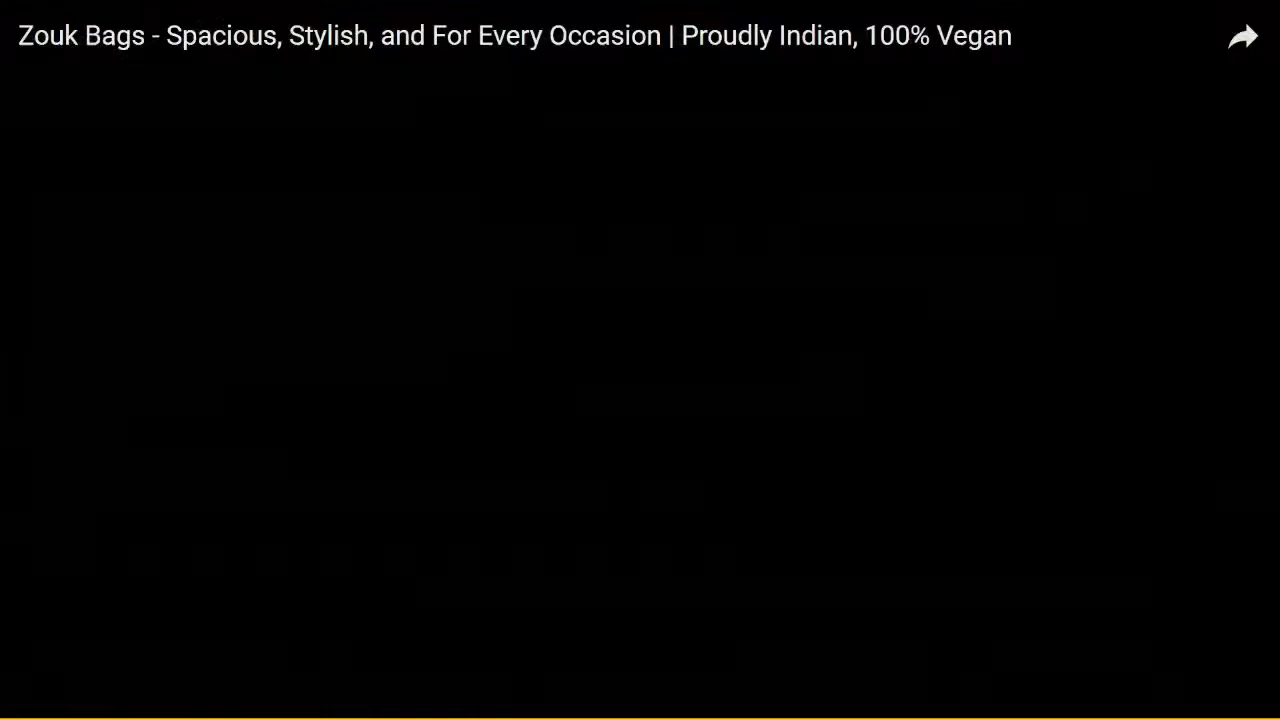 Zouk Bags - Spacious, Stylish, and For Every Occasion | Proudly Indian, 100% Vegan